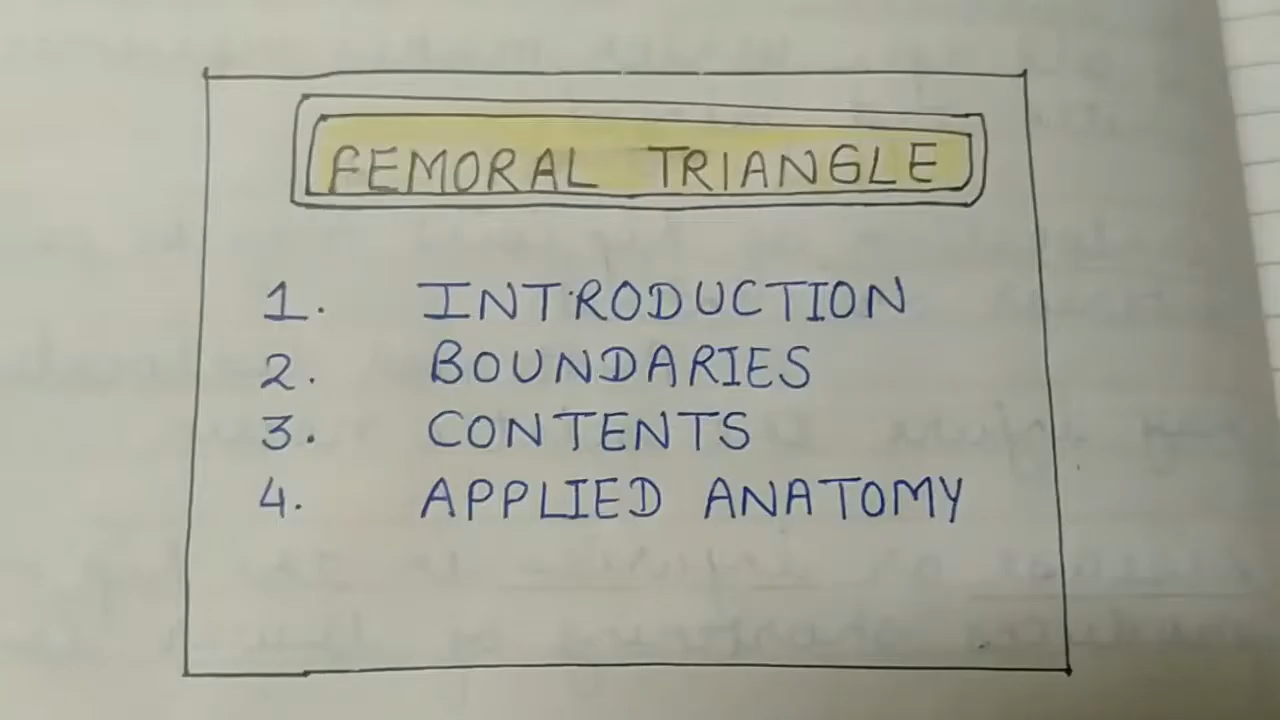 FEMORAL TRIANGLE
1. INTRODUCTION
2. BOUNDARIES
3. CONTENTS
4. APPLIED ANATOMY